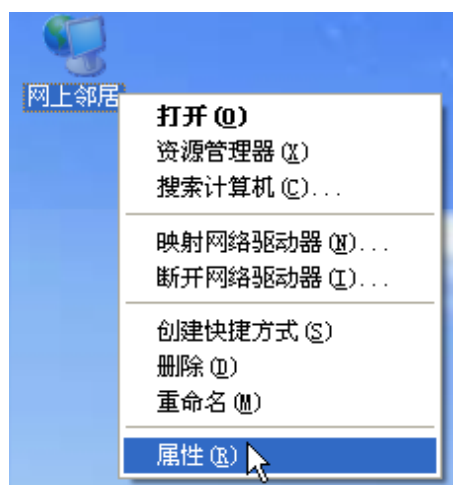 网上邻居
打开(O)
资源管理器(X)
搜索计算机(C)...
映射网络驱动器(N)...
断开网络驱动器(I)...
创建快捷方式(S)
删除(D)
重命名(M)
属性(R)